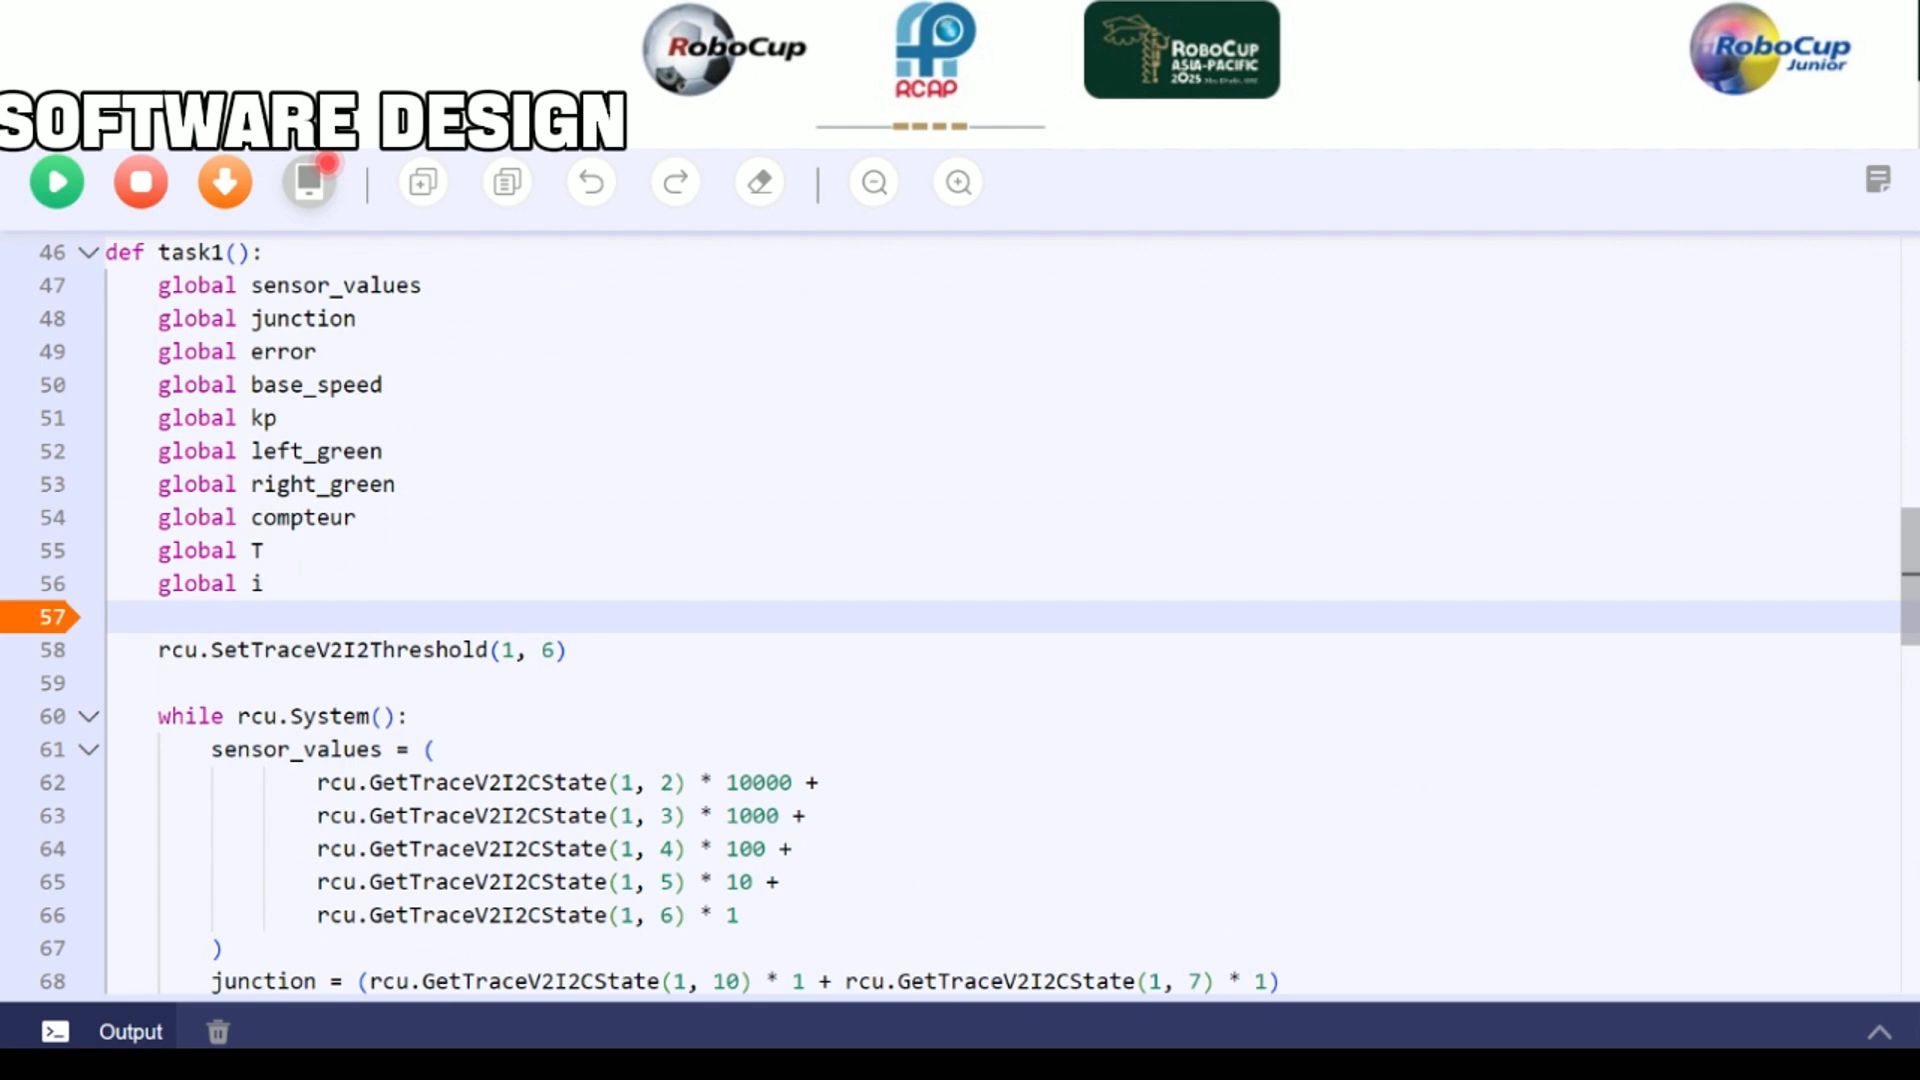 RoboCup
RCAP
ROBOCUP
ASIA-PACIFIC
2025 Abu Dhabi, UAE
RoboCup
Junior
SOFTWARE DESIGN
46 def task1():
47 global sensor_values
48 global junction
49 global error
50 global base_speed
51 global kp
52 global left_green
53 global right_green
54 global compteur
55 global T
56 global i
57
58 rcu.SetTraceV2I2Threshold(1, 6)
59
60 while rcu.System():
61 sensor_values = (
62 rcu.GetTraceV2I2CState(1, 2) * 10000 +
63 rcu.GetTraceV2I2CState(1, 3) * 1000 +
64 rcu.GetTraceV2I2CState(1, 4) * 100 +
65 rcu.GetTraceV2I2CState(1, 5) * 10 +
66 rcu.GetTraceV2I2CState(1, 6) * 1
67 )
68 junction = (rcu.GetTraceV2I2CState(1, 10) * 1 + rcu.GetTraceV2I2CState(1, 7) * 1)
Output